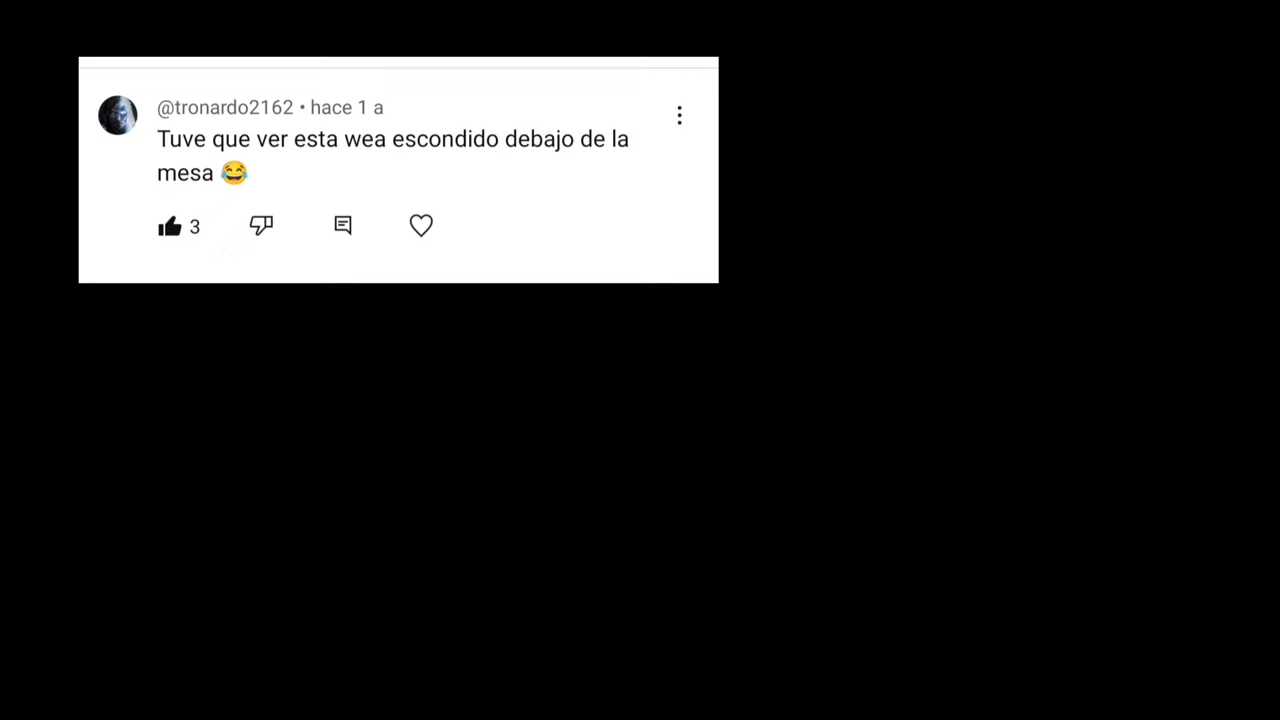 @tronardo2162 • hace 1 a
Tuve que ver esta wea escondido debajo de la
mesa 😂
3